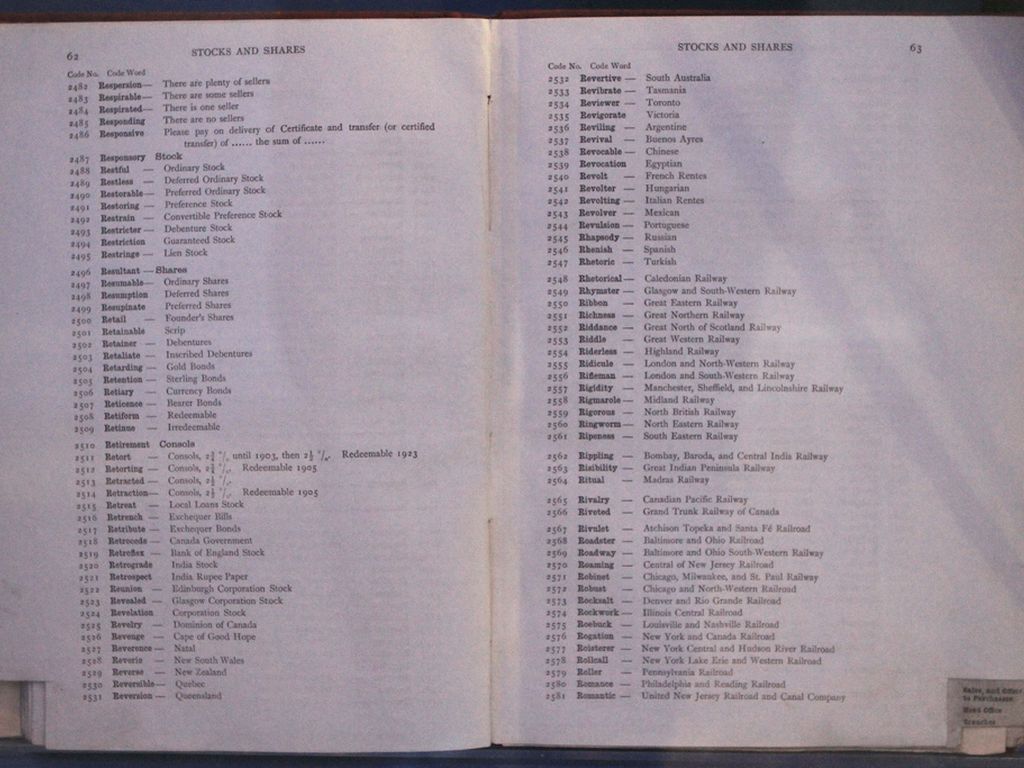 62 STOCKS AND SHARES
Code No. Code Word
2482 Respersion— There are plenty of sellers
2483 Respirable— There are some sellers
2484 Respirated— There is one seller
2485 Responding There are no sellers
2486 Responsive Please pay on delivery of Certificate and transfer (or certified
transfer) of ...... the sum of ......
2487 Responsory Stock
2488 Restful — Ordinary Stock
2489 Restless — Deferred Ordinary Stock
2490 Restorable— Preferred Ordinary Stock
2491 Restoring — Preference Stock
2492 Restrain — Convertible Preference Stock
2493 Restricter — Debenture Stock
2494 Restriction Guaranteed Stock
2495 Restringe — Lien Stock
2496 Resultant — Shares
2497 Resumable— Ordinary Shares
2498 Resumption Deferred Shares
2499 Resupinate Preferred Shares
2500 Retail — Founder's Shares
2501 Retainable Scrip
2502 Retainer — Debentures
2503 Retaliate — Inscribed Debentures
2504 Retarding — Gold Bonds
2505 Retention — Sterling Bonds
2506 Retiary — Currency Bonds
2507 Reticence — Bearer Bonds
2508 Retiform — Redeemable
2509 Retinue — Irredeemable
2510 Retirement Consols
2511 Retort — Consols, 2¾ °/₀ until 1903, then 2½ °/₀. Redeemable 1923
2512 Retorting — Consols, 2¾ °/₀. Redeemable 1905
2513 Retracted — Consols, 2½ °/₀.
2514 Retraction— Consols, 2½ °/₀. Redeemable 1905
2515 Retreat — Local Loans Stock
2516 Retrench — Exchequer Bills
2517 Retribute — Exchequer Bonds
2518 Retrocede — Canada Government
2519 Retroflex — Bank of England Stock
2520 Retrograde India Stock
2521 Retrospect India Rupee Paper
2522 Reunion — Edinburgh Corporation Stock
2523 Revealed — Glasgow Corporation Stock
2524 Revelation Corporation Stock
2525 Revelry — Dominion of Canada
2526 Revenge — Cape of Good Hope
2527 Reverence — Natal
2528 Reverie — New South Wales
2529 Reverse — New Zealand
2530 Reversible— Quebec
2531 Reversion — Queensland
STOCKS AND SHARES 63
Code No. Code Word
2532 Revertive — South Australia
2533 Revibrate — Tasmania
2534 Reviewer — Toronto
2535 Revigorate Victoria
2536 Reviling — Argentine
2537 Revival — Buenos Ayres
2538 Revocable — Chinese
2539 Revocation Egyptian
2540 Revolt — French Rentes
2541 Revolter — Hungarian
2542 Revolting — Italian Rentes
2543 Revolver — Mexican
2544 Revulsion — Portuguese
2545 Rhapsody — Russian
2546 Rhenish — Spanish
2547 Rhetoric — Turkish
2548 Rhetorical — Caledonian Railway
2549 Rhymster — Glasgow and South-Western Railway
2550 Ribbon — Great Eastern Railway
2551 Richness — Great Northern Railway
2552 Riddance — Great North of Scotland Railway
2553 Riddle — Great Western Railway
2554 Riderless — Highland Railway
2555 Ridicule — London and North-Western Railway
2556 Rifleman — London and South-Western Railway
2557 Rigidity — Manchester, Sheffield, and Lincolnshire Railway
2558 Rigmarole — Midland Railway
2559 Rigorous — North British Railway
2560 Ringworm — North Eastern Railway
2561 Ripeness — South Eastern Railway
2562 Rippling — Bombay, Baroda, and Central India Railway
2563 Risibility — Great Indian Peninsula Railway
2564 Ritual — Madras Railway
2565 Rivalry — Canadian Pacific Railway
2566 Riveted — Grand Trunk Railway of Canada
2567 Rivulet — Atchison Topeka and Santa Fé Railroad
2568 Roadster — Baltimore and Ohio Railroad
2569 Roadway — Baltimore and Ohio South-Western Railway
2570 Roaming — Central of New Jersey Railroad
2571 Robinet — Chicago, Milwaukee, and St. Paul Railway
2572 Robust — Chicago and North-Western Railroad
2573 Rocksalt — Denver and Rio Grande Railroad
2574 Rockwork — Illinois Central Railroad
2575 Roebuck — Louisville and Nashville Railroad
2576 Rogation — New York and Canada Railroad
2577 Roisterer — New York Central and Hudson River Railroad
2578 Rollcall — New York Lake Erie and Western Railroad
2579 Roller — Pennsylvania Railroad
2580 Romance — Philadelphia and Reading Railroad
2581 Romantic — United New Jersey Railroad and Canal Company
Sales, and Offer
to Purchasers
Head Office
Branches